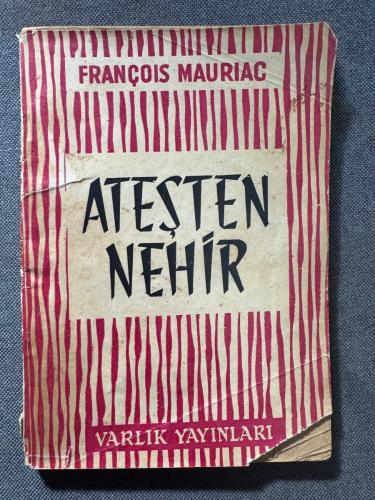 FRANÇOIS MAURIAC
ATEŞTEN
NEHİR
VARLIK YAYINLARI